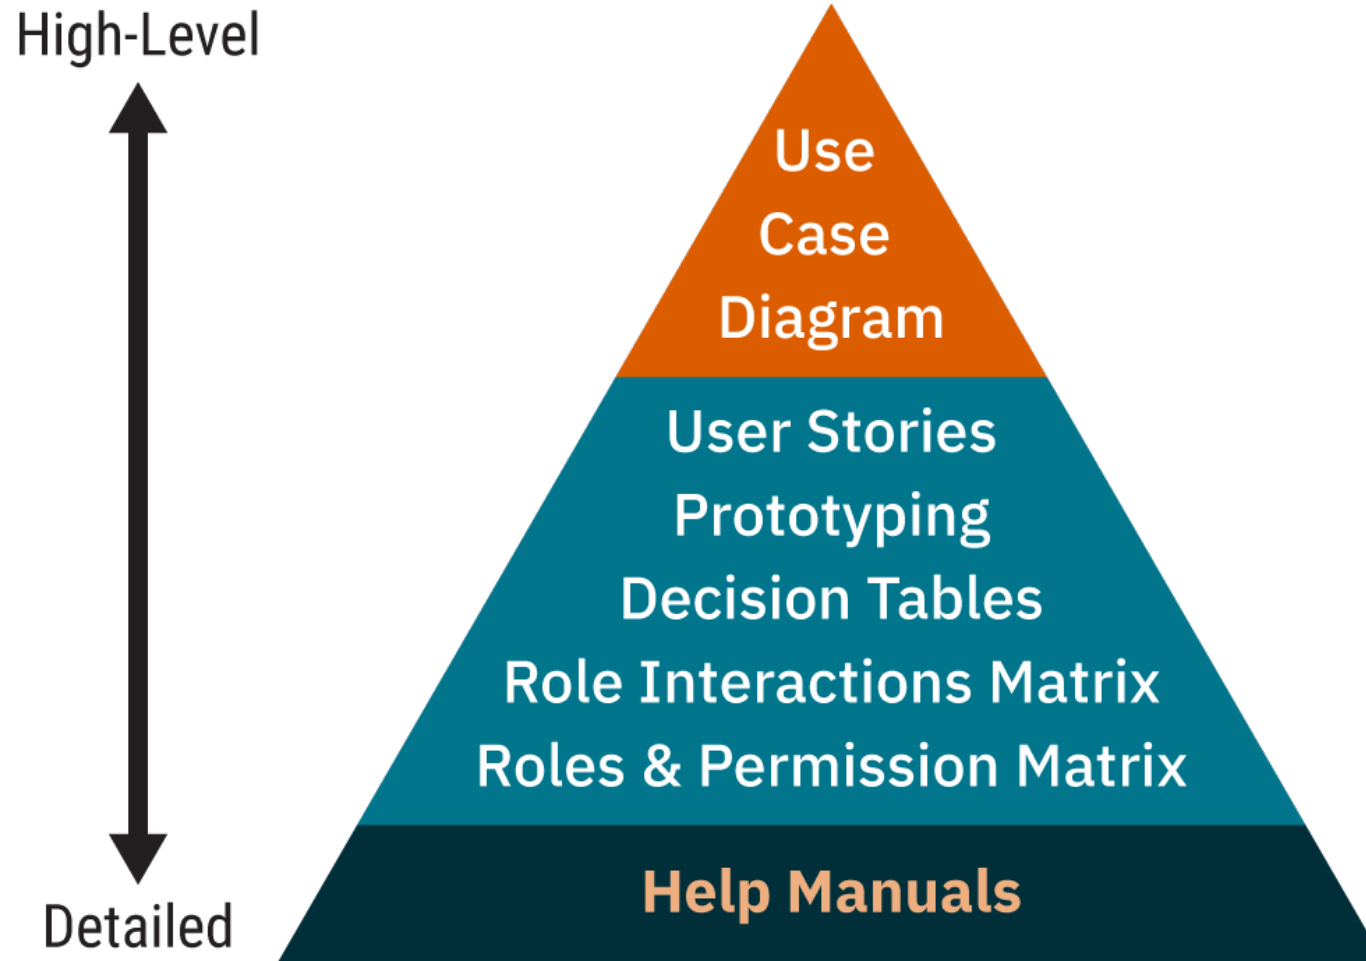 High-Level
Use
Case
Diagram
User Stories
Prototyping
Decision Tables
Role Interactions Matrix
Roles & Permission Matrix
Help Manuals
Detailed